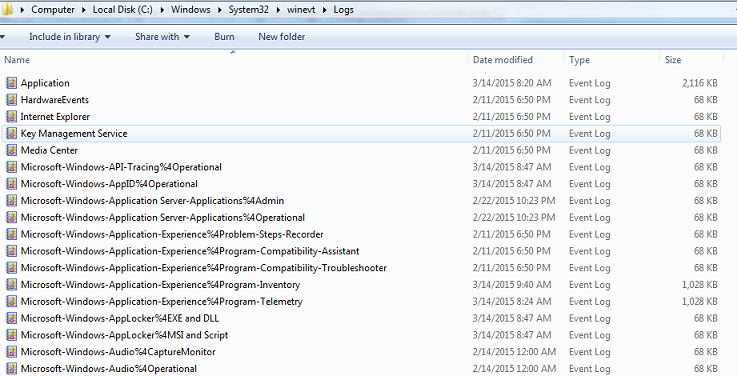 Computer Local Disk (C:) Windows System32 winevt Logs
Include in library Share with Burn New folder
Name Date modified Type Size
Application 3/14/2015 8:20 AM Event Log 2,116 KB
HardwareEvents 2/11/2015 6:50 PM Event Log 68 KB
Internet Explorer 2/11/2015 6:50 PM Event Log 68 KB
Key Management Service 2/11/2015 6:50 PM Event Log 68 KB
Media Center 2/11/2015 6:50 PM Event Log 68 KB
Microsoft-Windows-API-Tracing%4Operational 3/14/2015 8:47 AM Event Log 68 KB
Microsoft-Windows-AppID%4Operational 3/14/2015 8:47 AM Event Log 68 KB
Microsoft-Windows-Application Server-Applications%4Admin 2/22/2015 10:23 PM Event Log 68 KB
Microsoft-Windows-Application Server-Applications%4Operational 2/22/2015 10:23 PM Event Log 68 KB
Microsoft-Windows-Application-Experience%4Problem-Steps-Recorder 2/11/2015 6:50 PM Event Log 68 KB
Microsoft-Windows-Application-Experience%4Program-Compatibility-Assistant 2/11/2015 6:50 PM Event Log 68 KB
Microsoft-Windows-Application-Experience%4Program-Compatibility-Troubleshooter 2/11/2015 6:50 PM Event Log 68 KB
Microsoft-Windows-Application-Experience%4Program-Inventory 3/14/2015 9:40 AM Event Log 1,028 KB
Microsoft-Windows-Application-Experience%4Program-Telemetry 3/14/2015 8:24 AM Event Log 1,028 KB
Microsoft-Windows-AppLocker%4EXE and DLL 3/14/2015 8:47 AM Event Log 68 KB
Microsoft-Windows-AppLocker%4MSI and Script 3/14/2015 8:47 AM Event Log 68 KB
Microsoft-Windows-Audio%4CaptureMonitor 2/14/2015 12:00 AM Event Log 68 KB
Microsoft-Windows-Audio%4Operational 2/14/2015 12:00 AM Event Log 68 KB